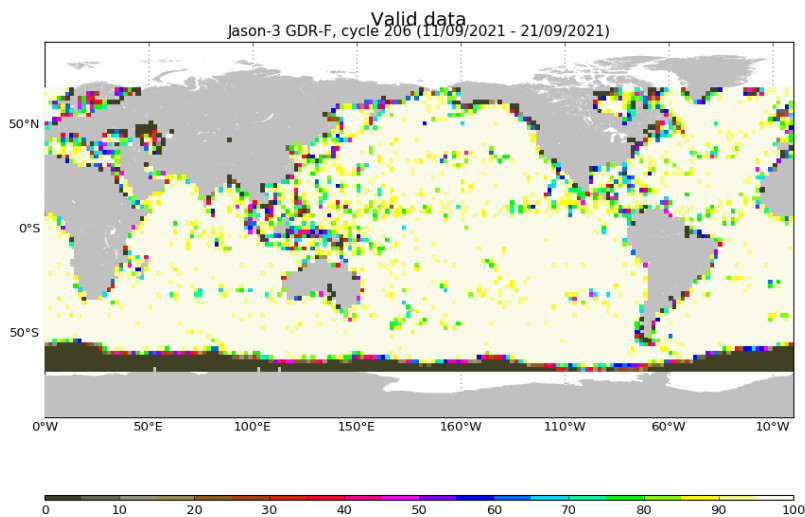 Valid data
Jason-3 GDR-F, cycle 206 (11/09/2021 - 21/09/2021)
50°N
0°S
50°S
0°W 50°E 100°E 150°E 160°W 110°W 60°W 10°W
0 10 20 30 40 50 60 70 80 90 100